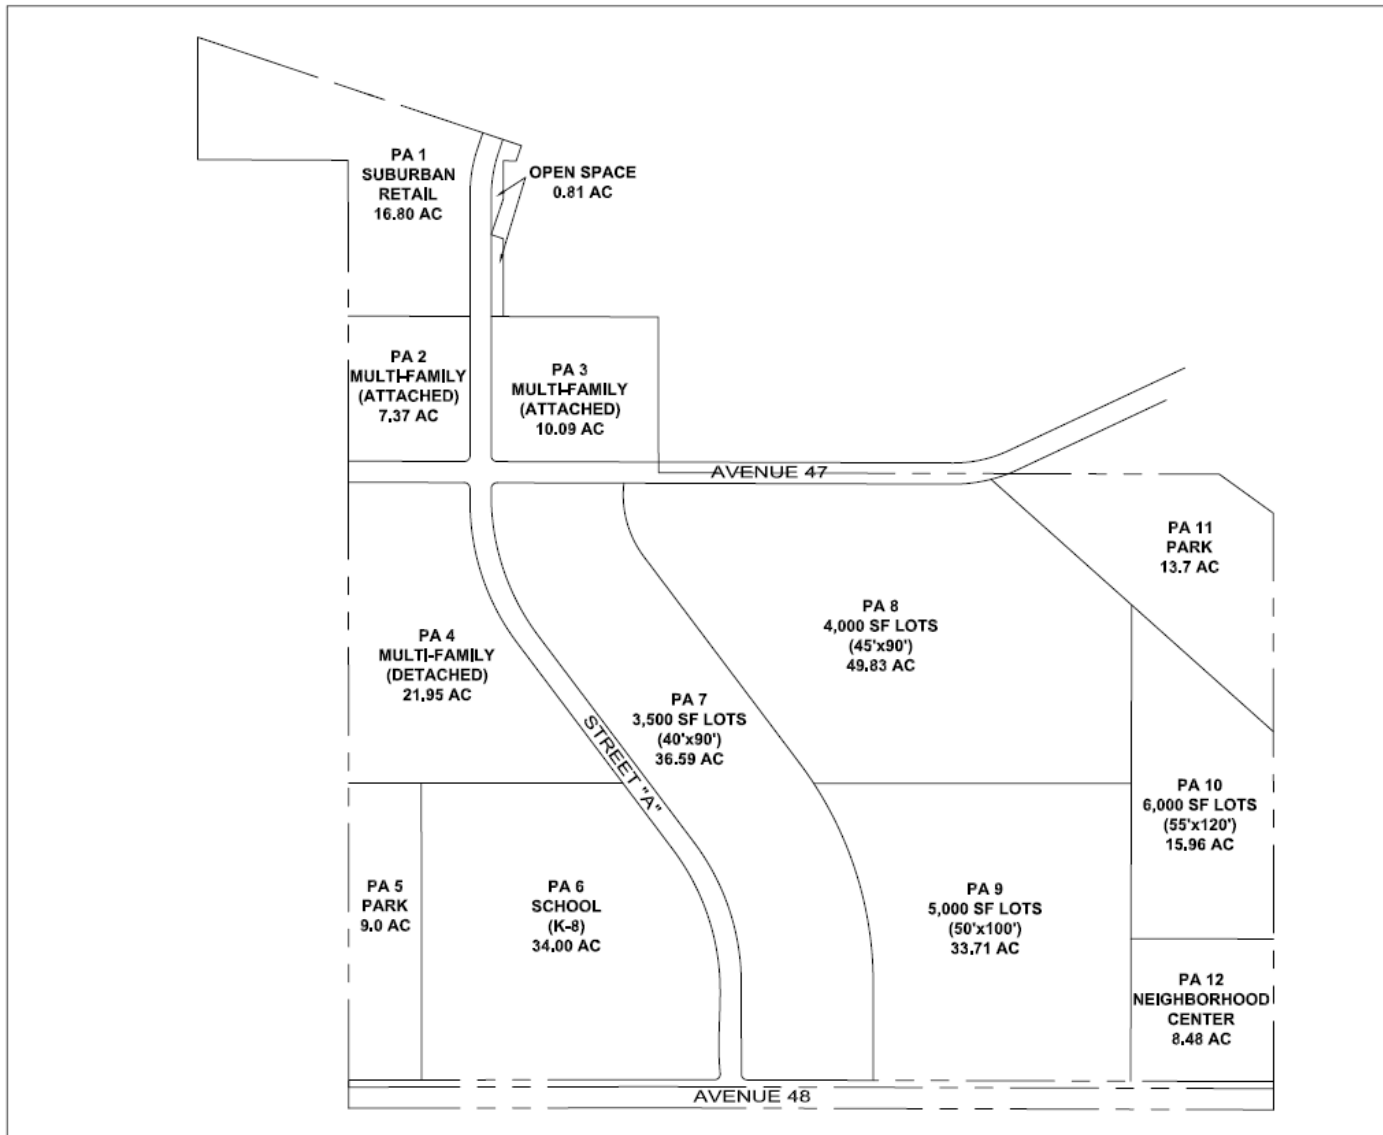 PA 1
SUBURBAN
RETAIL
16.80 AC
OPEN SPACE
0.81 AC
PA 2
MULTI-FAMILY
(ATTACHED)
7.37 AC
PA 3
MULTI-FAMILY
(ATTACHED)
10.09 AC
AVENUE 47
PA 11
PARK
13.7 AC
PA 8
4,000 SF LOTS
(45'x90')
49.83 AC
PA 4
MULTI-FAMILY
(DETACHED)
21.95 AC
PA 7
3,500 SF LOTS
(40'x90')
36.59 AC
STREET "A"
PA 10
6,000 SF LOTS
(55'x120')
15.96 AC
PA 5
PARK
9.0 AC
PA 6
SCHOOL
(K-8)
34.00 AC
PA 9
5,000 SF LOTS
(50'x100')
33.71 AC
PA 12
NEIGHBORHOOD
CENTER
8.48 AC
AVENUE 48